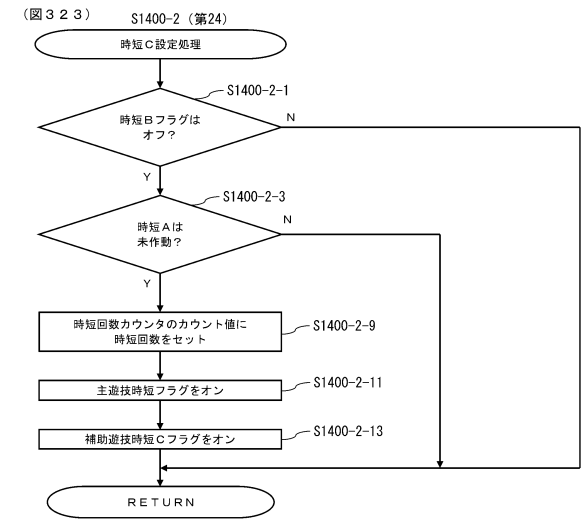 （図３２３）
S1400-2（第24）
時短Ｃ設定処理
S1400-2-1
時短Ｂフラグは
オフ？
N
Y
S1400-2-3
時短Ａは
未作動？
N
Y
時短回数カウンタのカウント値に
時短回数をセット
S1400-2-9
主遊技時短フラグをオン
S1400-2-11
補助遊技時短Ｃフラグをオン
S1400-2-13
ＲＥＴＵＲＮ